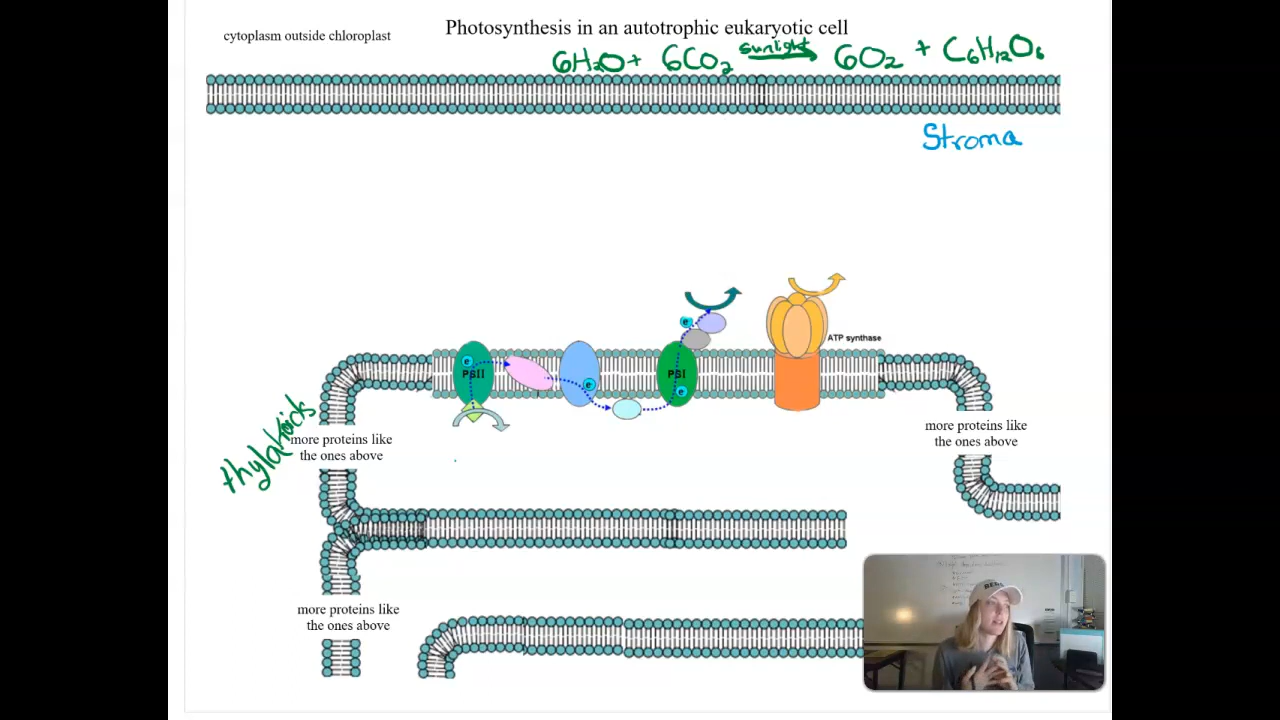 Photosynthesis in an autotrophic eukaryotic cell
cytoplasm outside chloroplast
6H2O + 6CO2 sunlight → 6O2 + C6H12O6
Stroma
ATP synthase
e
e
PSII
PSI
e
e
thylakoids
more proteins like
the ones above
more proteins like
the ones above
more proteins like
the ones above